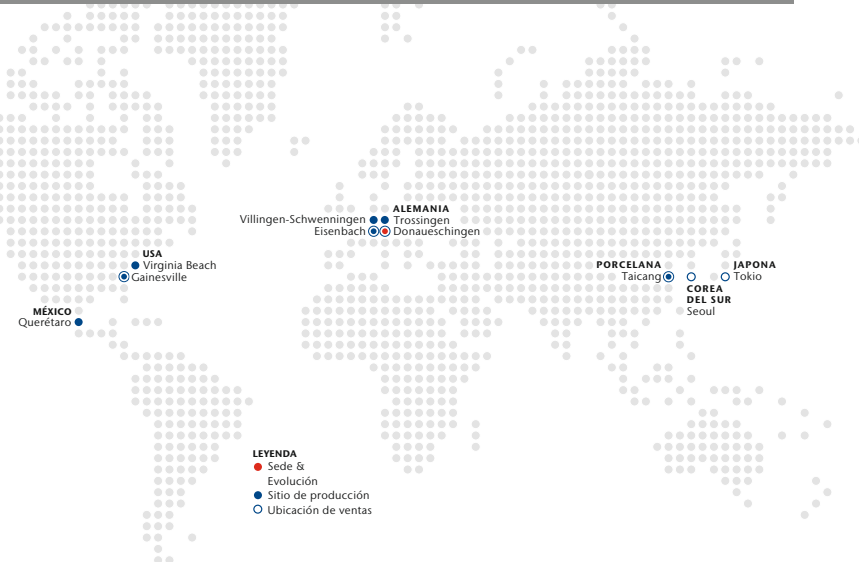 ALEMANIA
Villingen-Schwenningen Trossingen
Eisenbach Donaueschingen
USA
Virginia Beach
Gainesville
MÉXICO
Querétaro
PORCELANA
Taicang
JAPONA
Tokio
COREA
DEL SUR
Seoul
LEYENDA
Sede &
Evolución
Sitio de producción
Ubicación de ventas